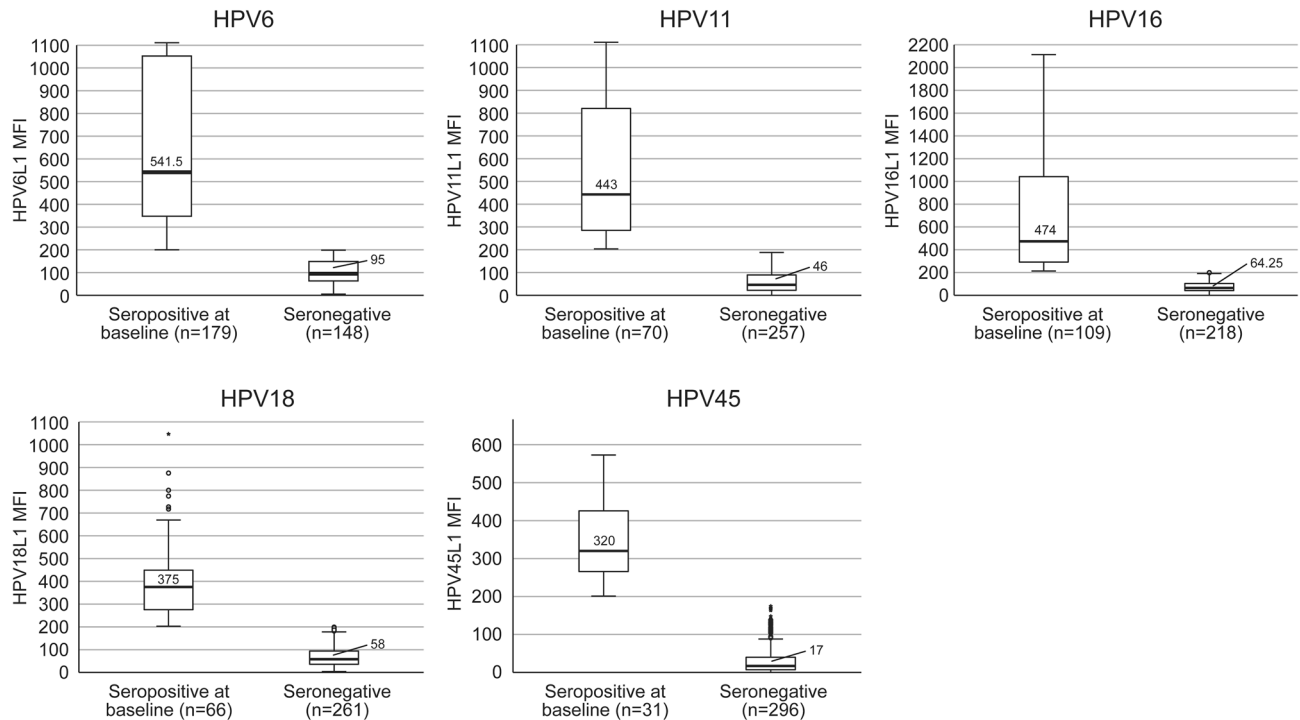 HPV6
HPV6L1 MFI
1100
1000
900
800
700
600
500
400
300
200
100
0
541.5
95
Seropositive at
baseline (n=179)
Seronegative
(n=148)
HPV11
HPV11L1 MFI
1100
1000
900
800
700
600
500
400
300
200
100
0
443
46
Seropositive at
baseline (n=70)
Seronegative
(n=257)
HPV16
HPV16L1 MFI
2200
2000
1800
1600
1400
1200
1000
800
600
400
200
0
474
64.25
Seropositive at
baseline (n=109)
Seronegative
(n=218)
HPV18
HPV18L1 MFI
1100
1000
900
800
700
600
500
400
300
200
100
0
375
58
Seropositive at
baseline (n=66)
Seronegative
(n=261)
HPV45
HPV45L1 MFI
600
500
400
300
200
100
0
320
17
Seropositive at
baseline (n=31)
Seronegative
(n=296)